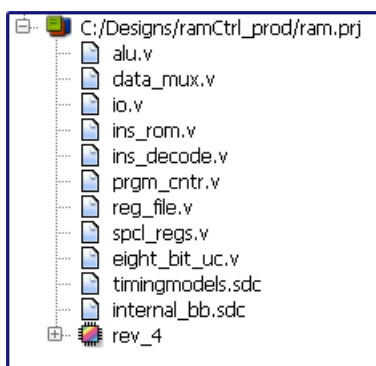 C:/Designs/ramCtrl_prod/ram.prj
alu.v
data_mux.v
io.v
ins_rom.v
ins_decode.v
prgm_cntr.v
reg_file.v
spcl_regs.v
eight_bit_uc.v
timingmodels.sdc
internal_bb.sdc
rev_4